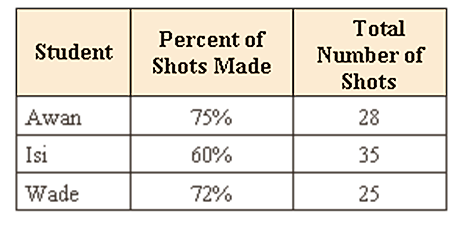 Student Percent of Shots Made Total Number of Shots
Awan 75% 28
Isi 60% 35
Wade 72% 25